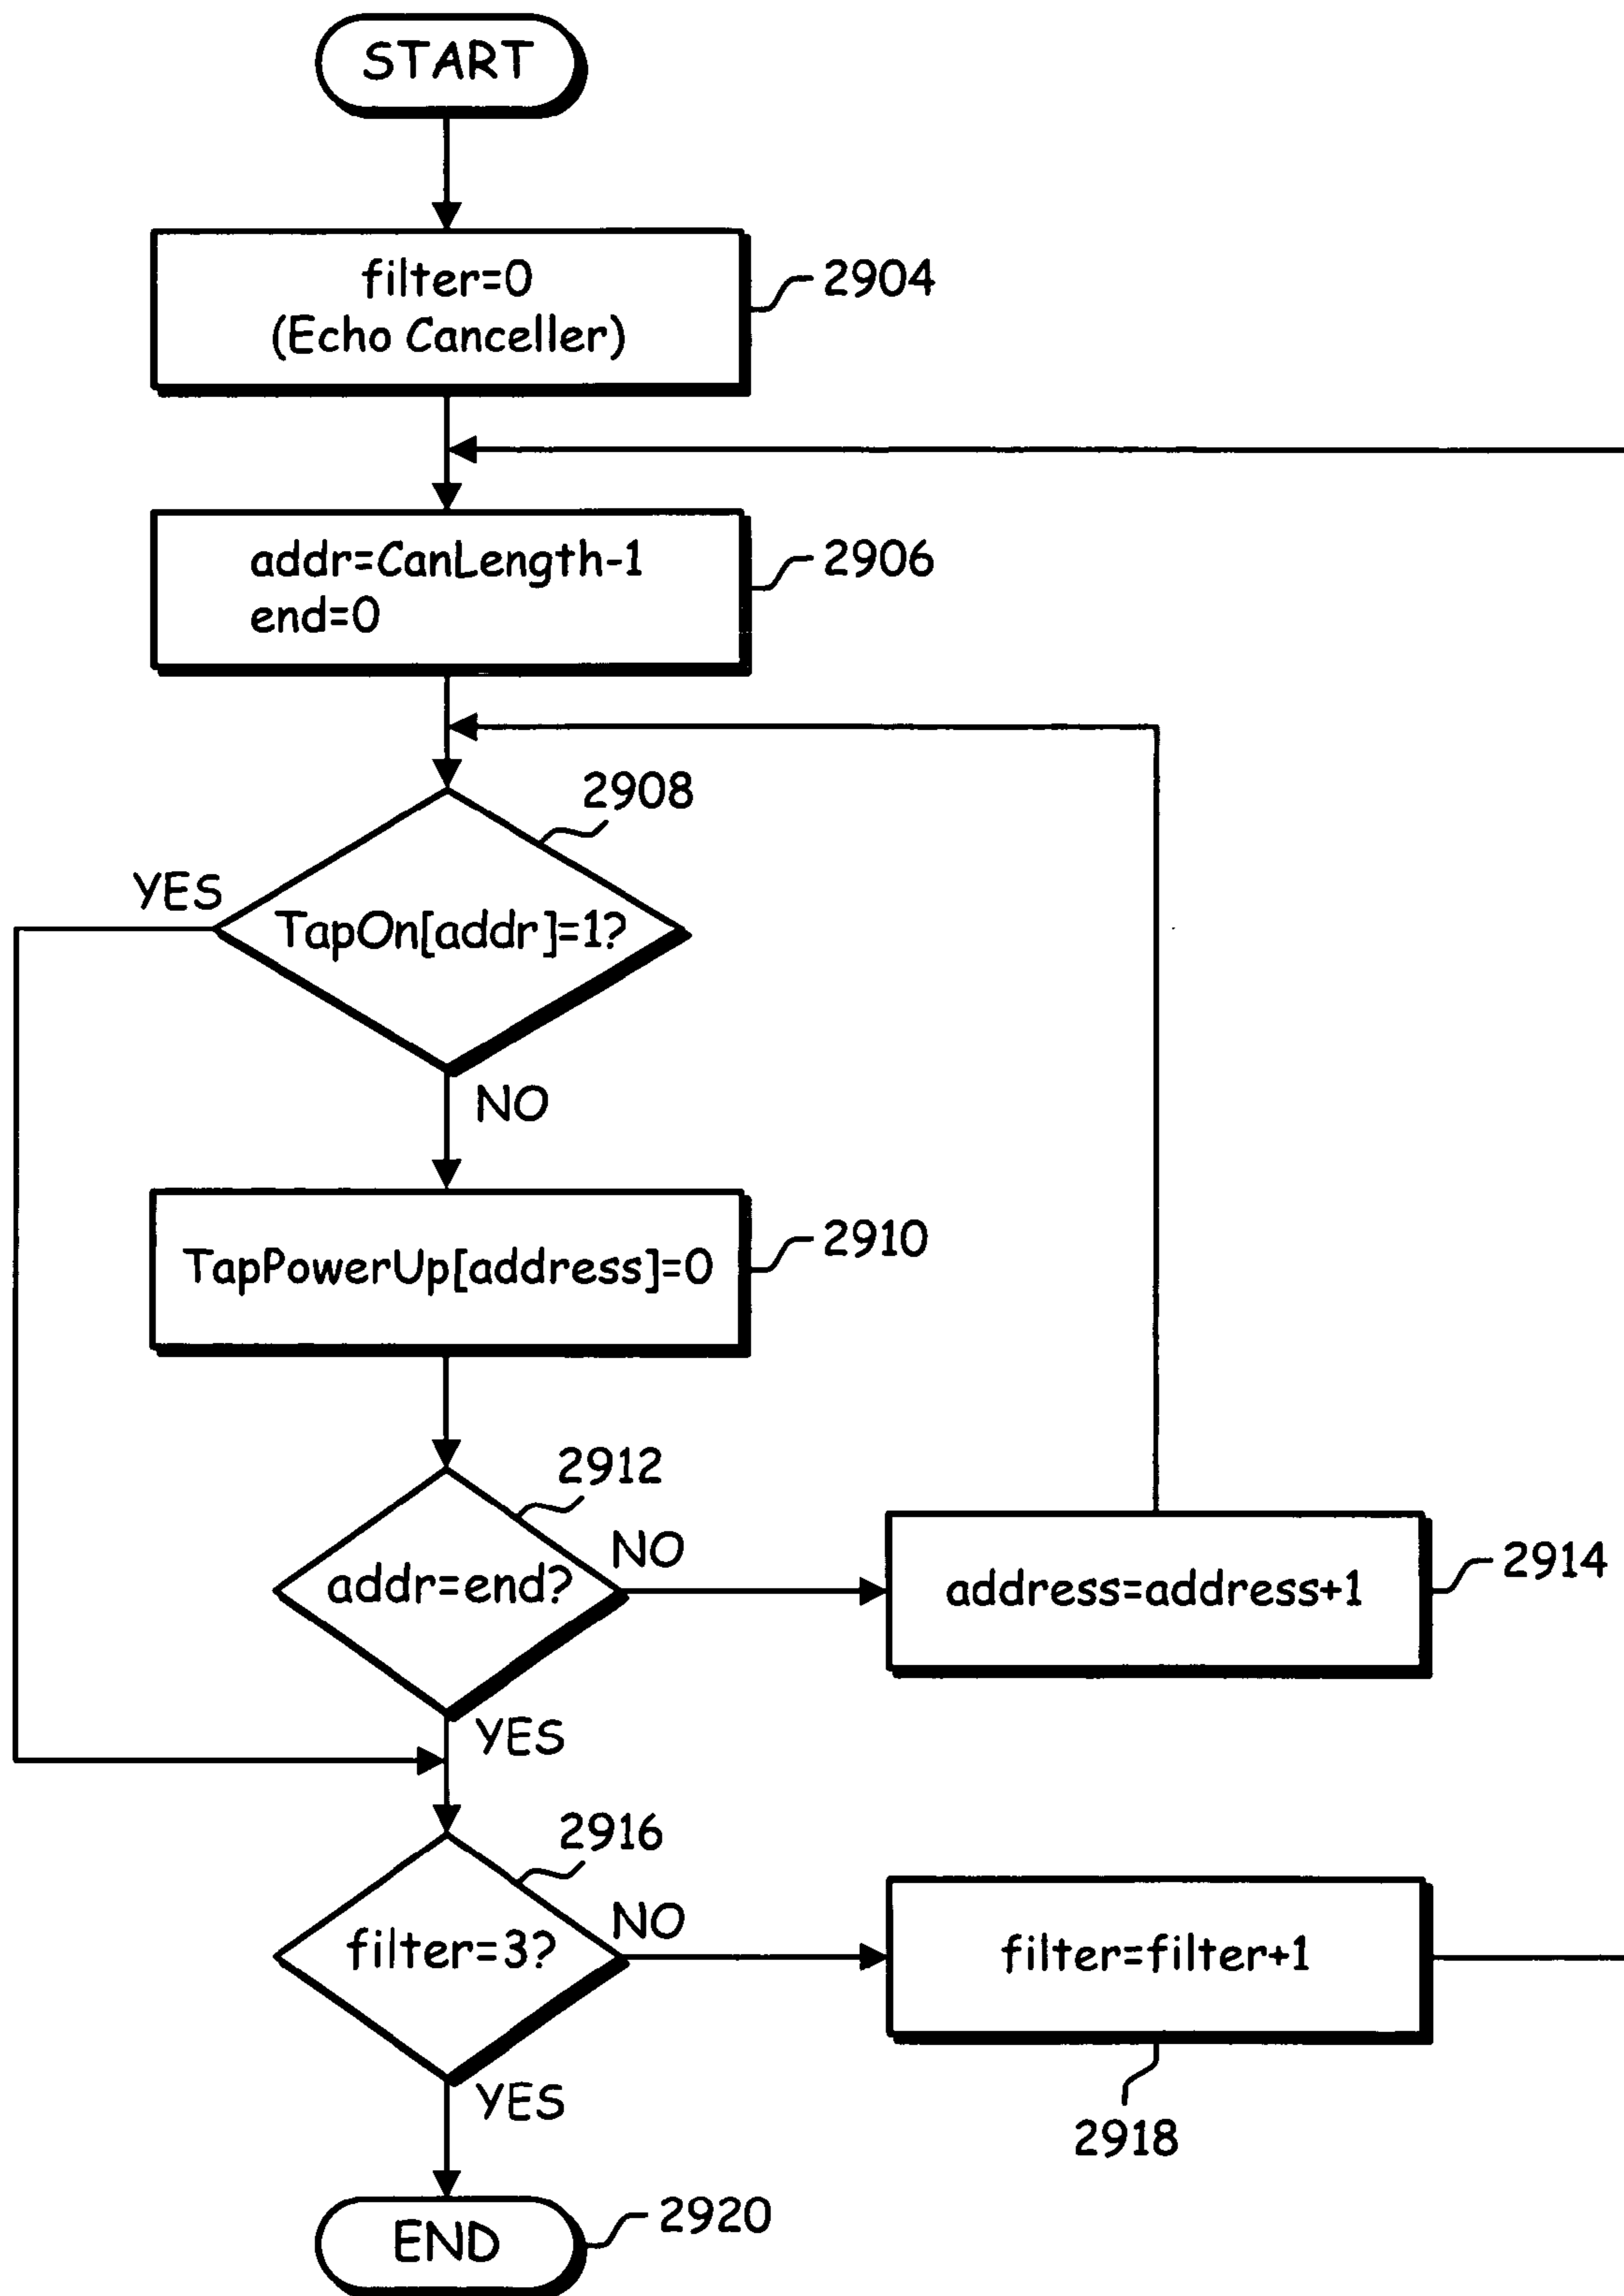 START
filter=0
(Echo Canceller)
2904
addr=CanLength-1
end=0
2906
2908
YES
TapOn[addr]=1?
NO
TapPowerUp[address]=0
2910
2912
addr=end?
NO
address=address+1
2914
YES
2916
filter=3?
NO
filter=filter+1
2918
YES
END
2920